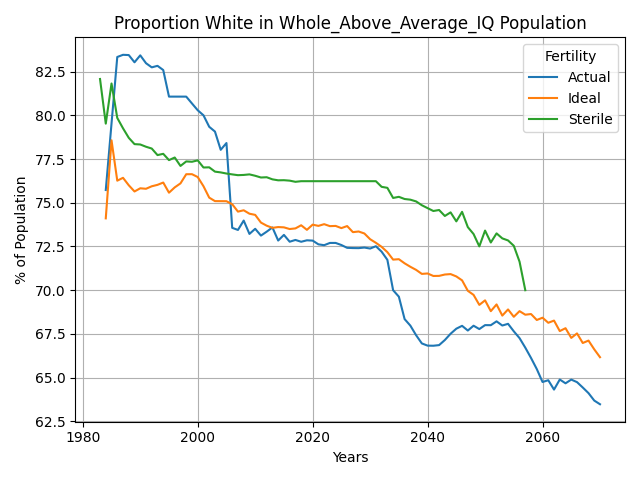 Proportion White in Whole_Above_Average_IQ Population
Fertility
Actual
Ideal
Sterile
% of Population
82.5
80.0
77.5
75.0
72.5
70.0
67.5
65.0
62.5
1980
2000
2020
2040
2060
Years